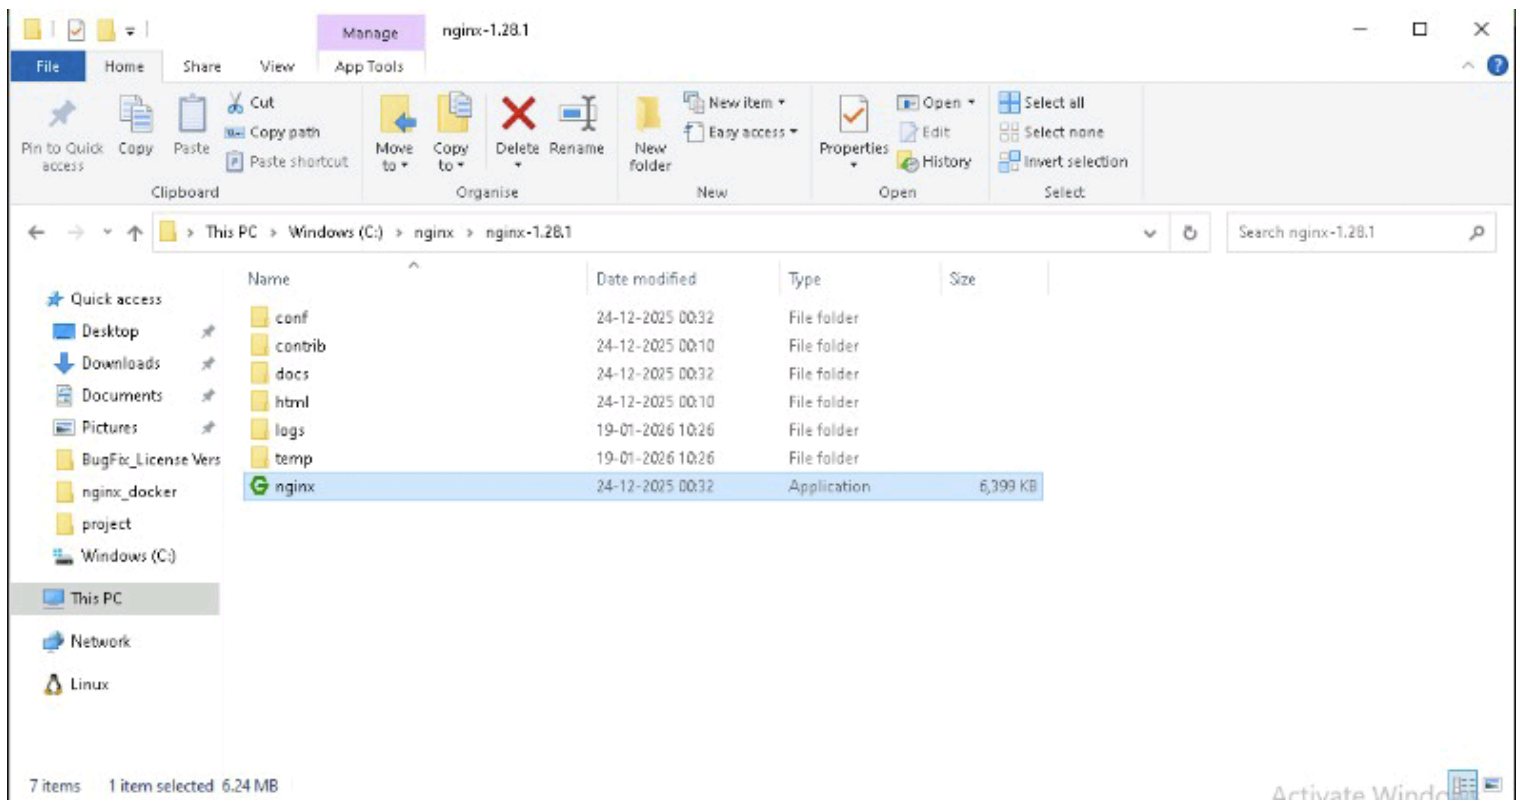 Manage nginx-1.28.1
File Home Share View App Tools
Pin to Quick access
Copy
Paste
Cut
Copy path
Paste shortcut
Clipboard
Move to
Copy to
Delete
Rename
Organise
New folder
New item
Easy access
New
Properties
Open
Edit
History
Open
Select all
Select none
Invert selection
Select
This PC > Windows (C:) > nginx > nginx-1.28.1
Search nginx-1.28.1
Quick access
Desktop
Downloads
Documents
Pictures
BugFix_License Vers
nginx_docker
project
Windows (C:)
This PC
Network
Linux
Name Date modified Type Size
conf 24-12-2025 00:32 File folder
contrib 24-12-2025 00:10 File folder
docs 24-12-2025 00:32 File folder
html 24-12-2025 00:10 File folder
logs 19-01-2026 10:26 File folder
temp 19-01-2026 10:26 File folder
nginx 24-12-2025 00:32 Application 6,399 KB
7 items 1 item selected 6.24 MB
Activate